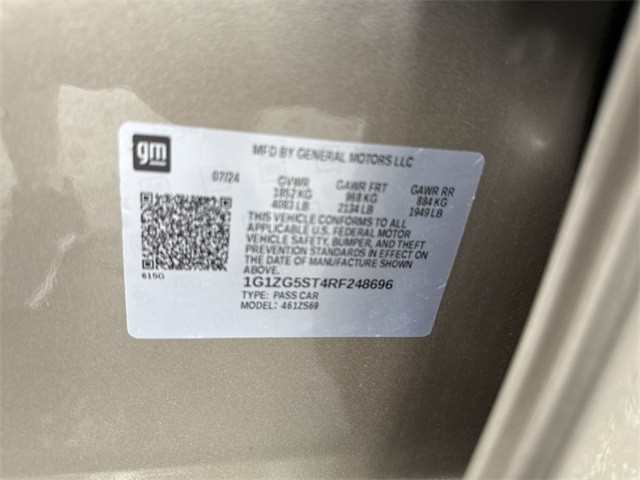 gm
MFD BY GENERAL MOTORS LLC
07/24 GVWR GAWR FRT GAWR RR
1852 KG 968 KG 884 KG
4083 LB 2134 LB 1949 LB
THIS VEHICLE CONFORMS TO ALL
APPLICABLE U.S. FEDERAL MOTOR
VEHICLE SAFETY, BUMPER, AND THEFT
PREVENTION STANDARDS IN EFFECT ON
THE DATE OF MANUFACTURE SHOWN
ABOVE.
615G
1G1ZG5ST4RF248696
TYPE: PASS CAR
MODEL: 461ZS69